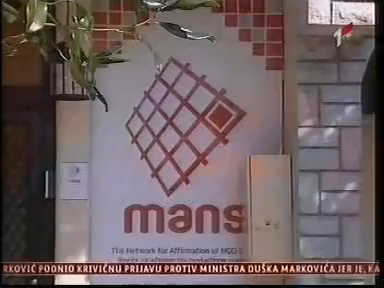 mans
The Network for Affirmation of NGO S
RKOVIĆ PODNIO KRIVIČNU PRIJAVU PROTIV MINISTRA DUŠKA MARKOVIĆA JER JE, KA